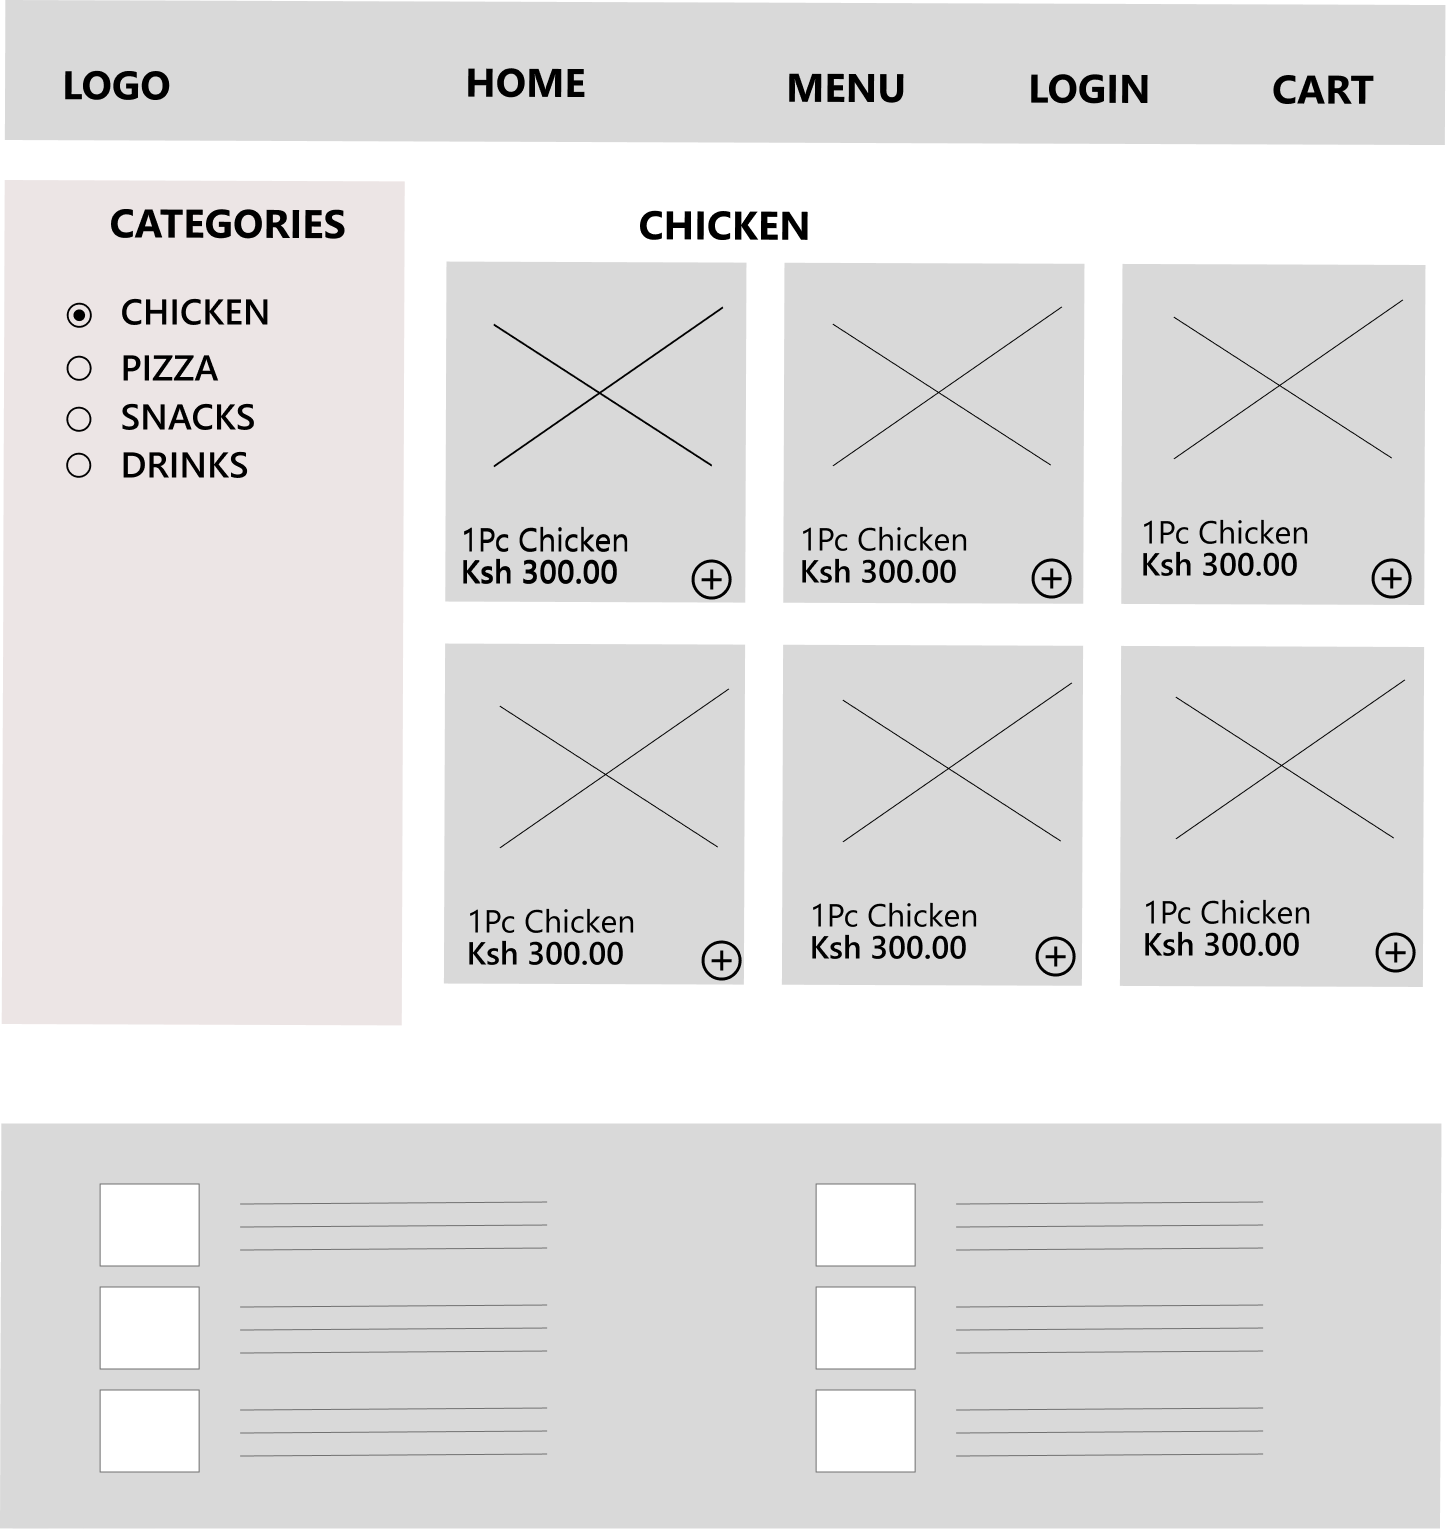 LOGO
HOME
MENU
LOGIN
CART
CATEGORIES
CHICKEN
PIZZA
SNACKS
DRINKS
CHICKEN
1Pc Chicken
Ksh 300.00
1Pc Chicken
Ksh 300.00
1Pc Chicken
Ksh 300.00
1Pc Chicken
Ksh 300.00
1Pc Chicken
Ksh 300.00
1Pc Chicken
Ksh 300.00